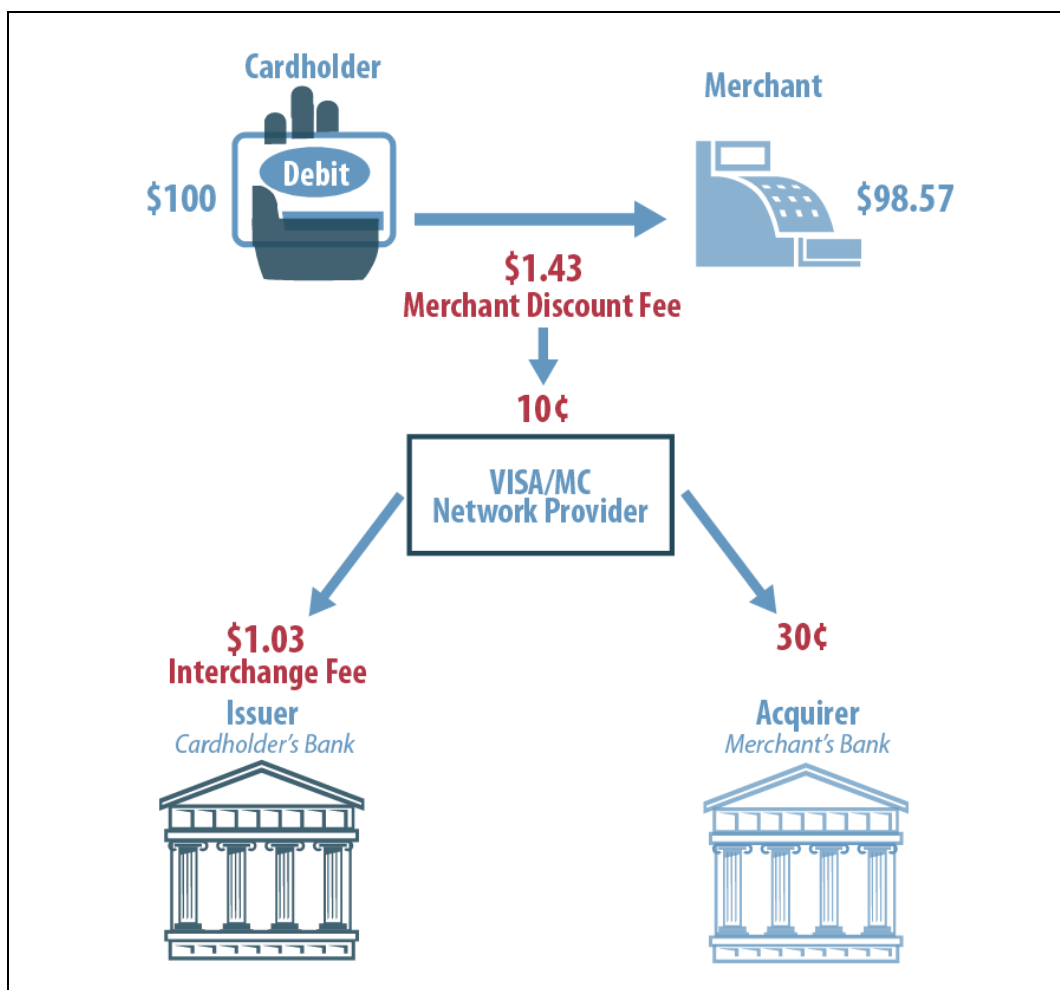 Cardholder
Merchant
Debit
$100
$98.57
$1.43
Merchant Discount Fee
10¢
VISA/MC
Network Provider
$1.03
Interchange Fee
30¢
Issuer
Cardholder's Bank
Acquirer
Merchant's Bank